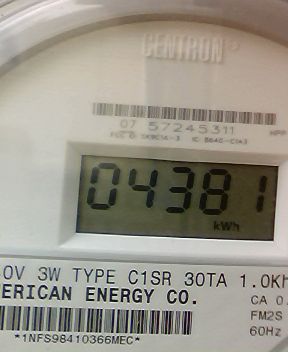 CENTRON®
07 57245311
04381
kWh
0V 3W TYPE C1SR 30TA 1.0Kh
ERICAN ENERGY CO.
CA 0.
FM2S
60Hz
*1NFS98410366MEC*